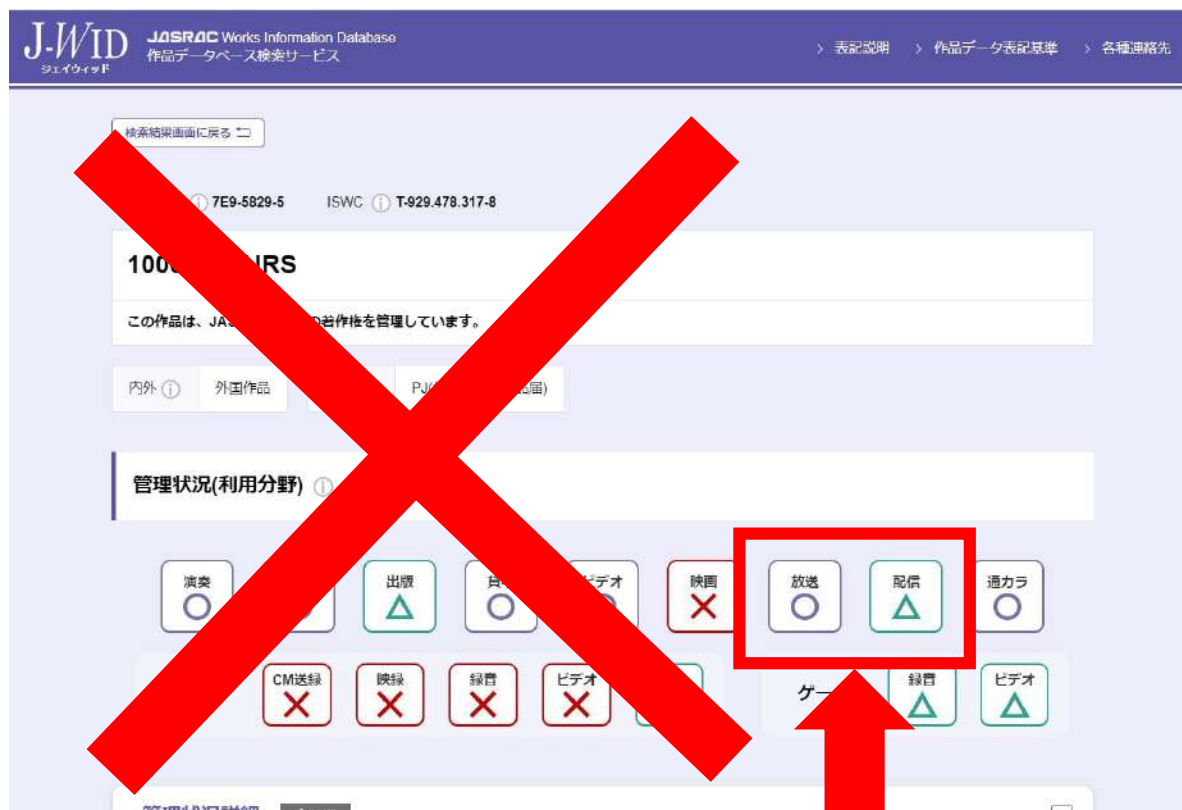 J-WID JASRAC Works Information Database
ジェイウィッド 作品データベース検索サービス
> 表記説明 > 作品データ表記基準 > 各種連絡先
検索結果画面に戻る
7E9-5829-5 ISWC T-929.478.317-8
100 RS
この作品は、JAS の著作権を管理しています。
内外 外国作品 PJ( 届)
管理状況(利用分野)
演奏 出版 ビデオ 映画 放送 配信 通カラ
○ △ ○ × ○ △ ○
CM送録 映録 録音 ビデオ ゲー 録音 ビデオ
× × × × △ △